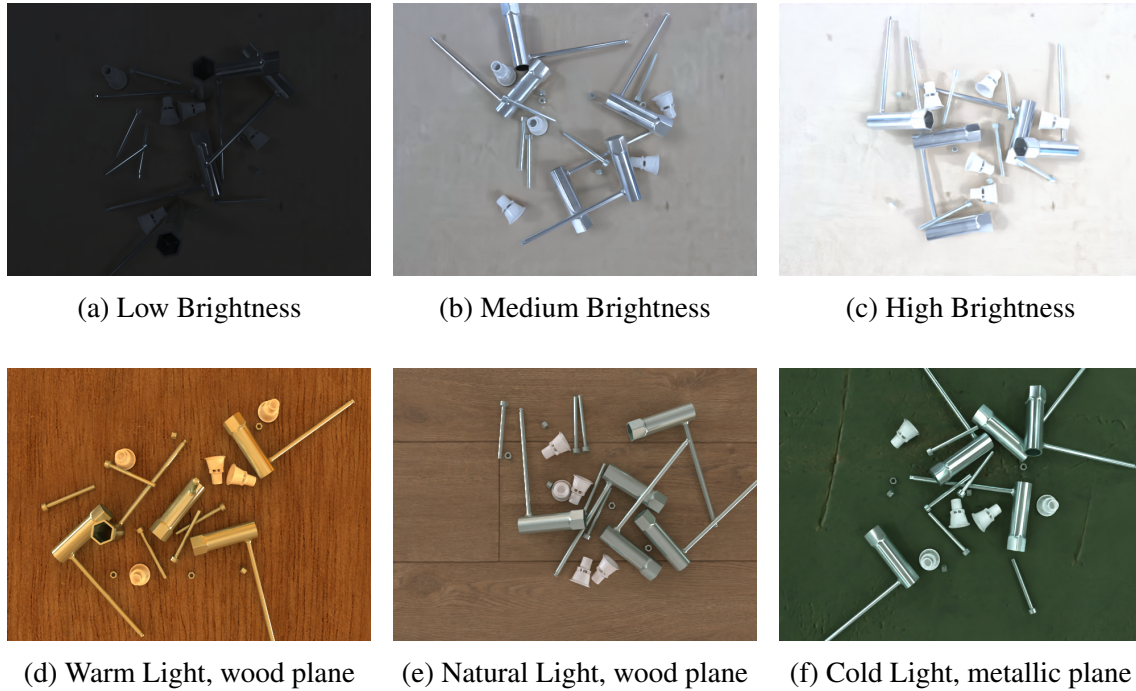 (a) Low Brightness
(b) Medium Brightness
(c) High Brightness
(d) Warm Light, wood plane
(e) Natural Light, wood plane
(f) Cold Light, metallic plane